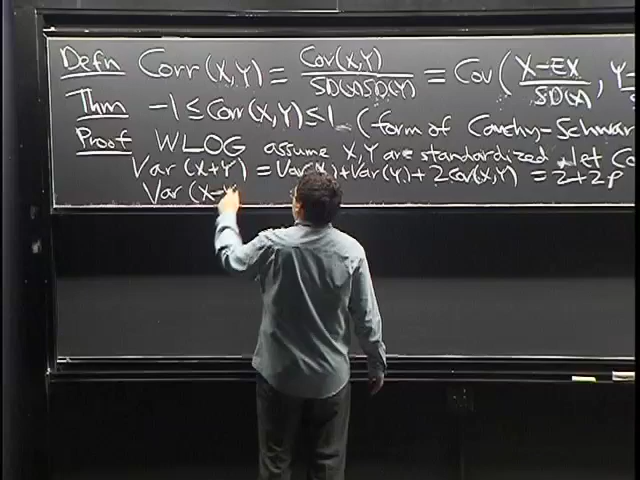 Defn Corr(X,Y) = Cov(X,Y) / SD(X)SD(Y) = Cov( X-EX / SD(X) , Y
Thm -1 ≤ Corr(X,Y) ≤ 1 (form of Cauchy-Schwar
Proof WLOG assume X,Y are standardized let Co
Var(X+Y) = Var( )+Var(Y)+2Cov(X,Y) = 2+2ρ
Var(X-Y